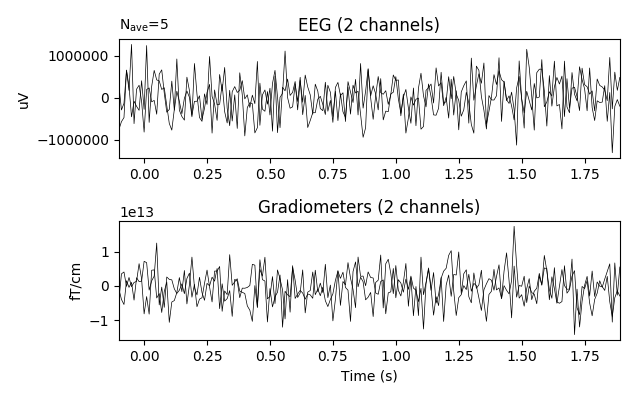 N_ave=5
EEG (2 channels)
1000000
0
−1000000
uV
0.00 0.25 0.50 0.75 1.00 1.25 1.50 1.75
1e13
Gradiometers (2 channels)
1
0
−1
fT/cm
0.00 0.25 0.50 0.75 1.00 1.25 1.50 1.75
Time (s)